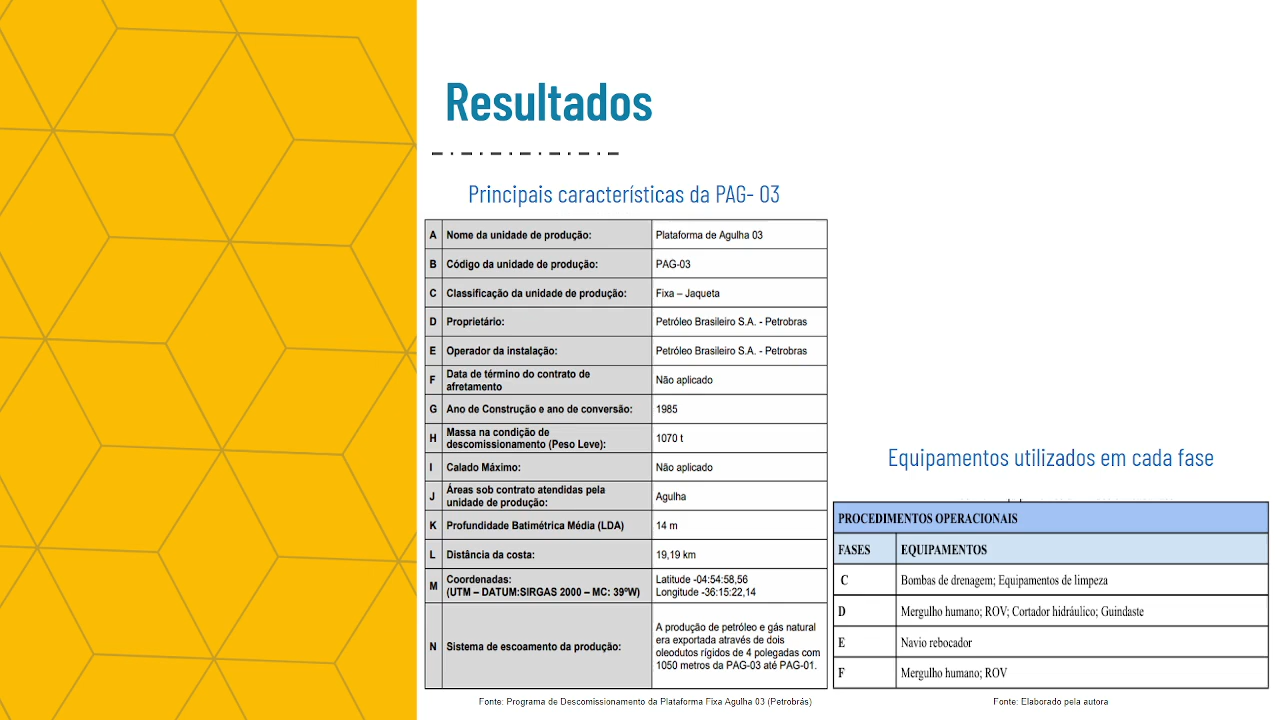 Resultados
Principais características da PAG- 03
A Nome da unidade de produção: Plataforma de Agulha 03
B Código da unidade de produção: PAG-03
C Classificação da unidade de produção: Fixa – Jaqueta
D Proprietário: Petróleo Brasileiro S.A. - Petrobras
E Operador da instalação: Petróleo Brasileiro S.A. - Petrobras
F Data de término do contrato de
afretamento
Não aplicado
G Ano de Construção e ano de conversão: 1985
H Massa na condição de
descomissionamento (Peso Leve):
1070 t
I Calado Máximo: Não aplicado
J Áreas sob contrato atendidas pela
unidade de produção:
Agulha
K Profundidade Batimétrica Média (LDA) 14 m
L Distância da costa: 19,19 km
M Coordenadas:
(UTM – DATUM:SIRGAS 2000 – MC: 39ºW)
Latitude -04:54:58,56
Longitude -36:15:22,14
N Sistema de escoamento da produção:
A produção de petróleo e gás natural
era exportada através de dois
oleodutos rígidos de 4 polegadas com
1050 metros da PAG-03 até PAG-01.
Fonte: Programa de Descomissionamento da Plataforma Fixa Agulha 03 (Petrobrás)
Equipamentos utilizados em cada fase
PROCEDIMENTOS OPERACIONAIS
FASES EQUIPAMENTOS
C Bombas de drenagem; Equipamentos de limpeza
D Mergulho humano; ROV; Cortador hidráulico; Guindaste
E Navio rebocador
F Mergulho humano; ROV
Fonte: Elaborado pela autora